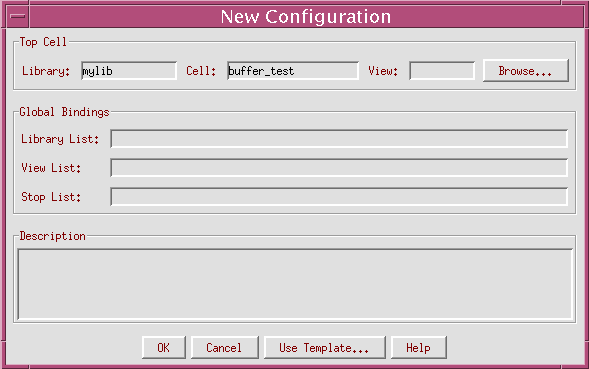 New Configuration
Top Cell
Library: mylib Cell: buffer_test View: Browse...
Global Bindings
Library List:
View List:
Stop List:
Description
OK Cancel Use Template... Help